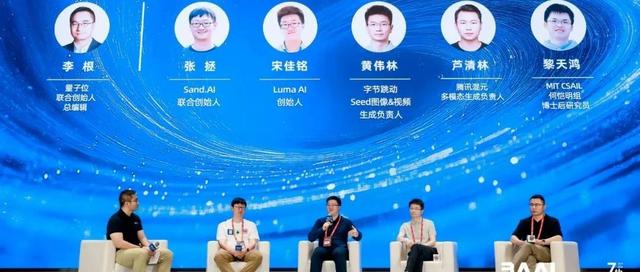 李 根
量子位
联合创始人
总编辑
张 拯
Sand.AI
联合创始人
宋佳铭
Luma AI
创始人
黄伟林
字节跳动
Seed图像&视频
生成负责人
芦清林
腾讯混元
多模态生成负责人
黎天鸿
MIT CSAIL
何恺明组
博士后研究员